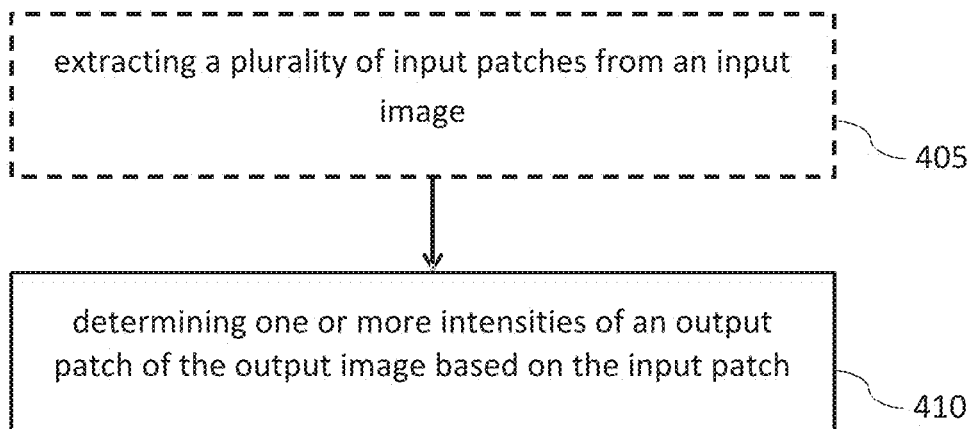 extracting a plurality of input patches from an input
image
405
determining one or more intensities of an output
patch of the output image based on the input patch
410